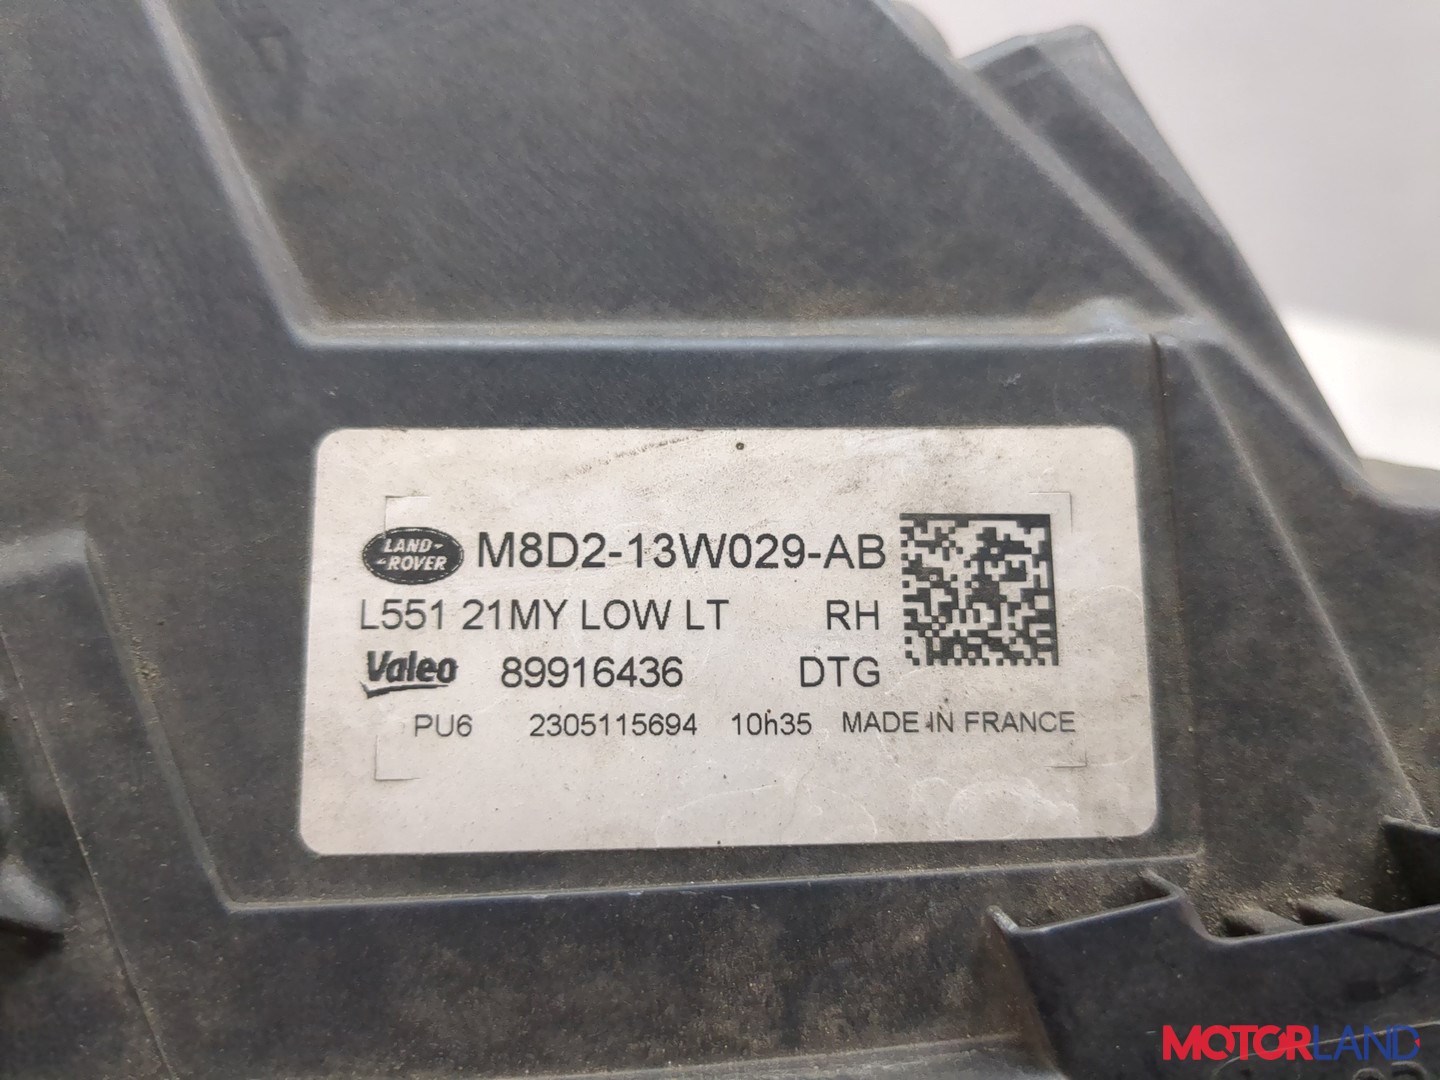 LAND-
-ROVER
M8D2-13W029-AB
L551 21MY LOW LT RH
Valeo 89916436 DTG
PU6 2305115694 10h35 MADE IN FRANCE
MOTORLAND